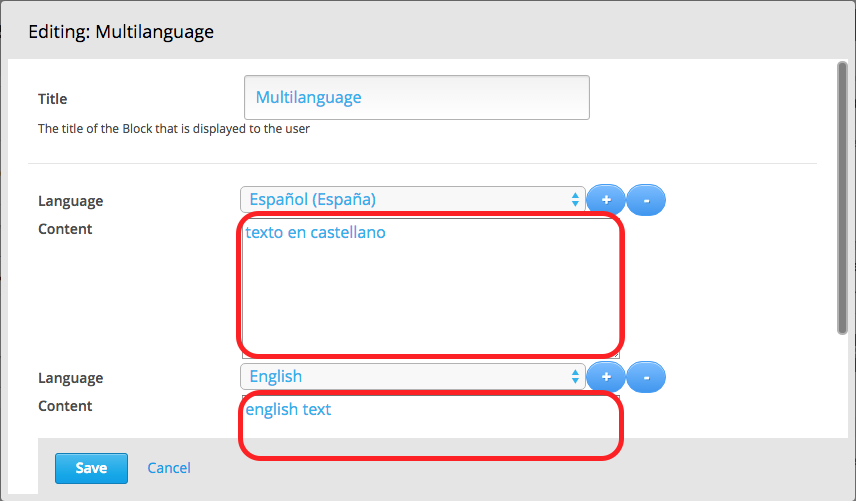 Editing: Multilanguage
Title
Multilanguage
The title of the Block that is displayed to the user
Language
Español (España)
+
-
Content
texto en castellano
Language
English
+
-
Content
english text
Save
Cancel